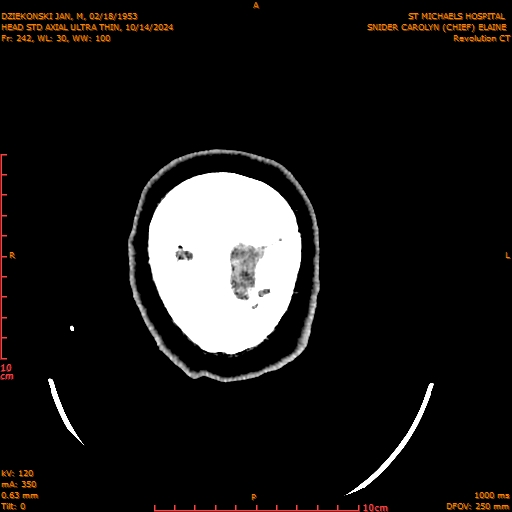 A
DZIEKONSKI JAN, M, 02/18/1953
HEAD STD AXIAL ULTRA THIN, 10/14/2024
Fr: 242, WL: 30, WW: 100
ST MICHAELS HOSPITAL
SNIDER CAROLYN (CHIEF) ELAINE
Revolution CT
R
L
10
cm
kV: 120
mA: 350
0.63 mm
Tilt: 0
P
10cm
1000 ms
DFOV: 250 mm